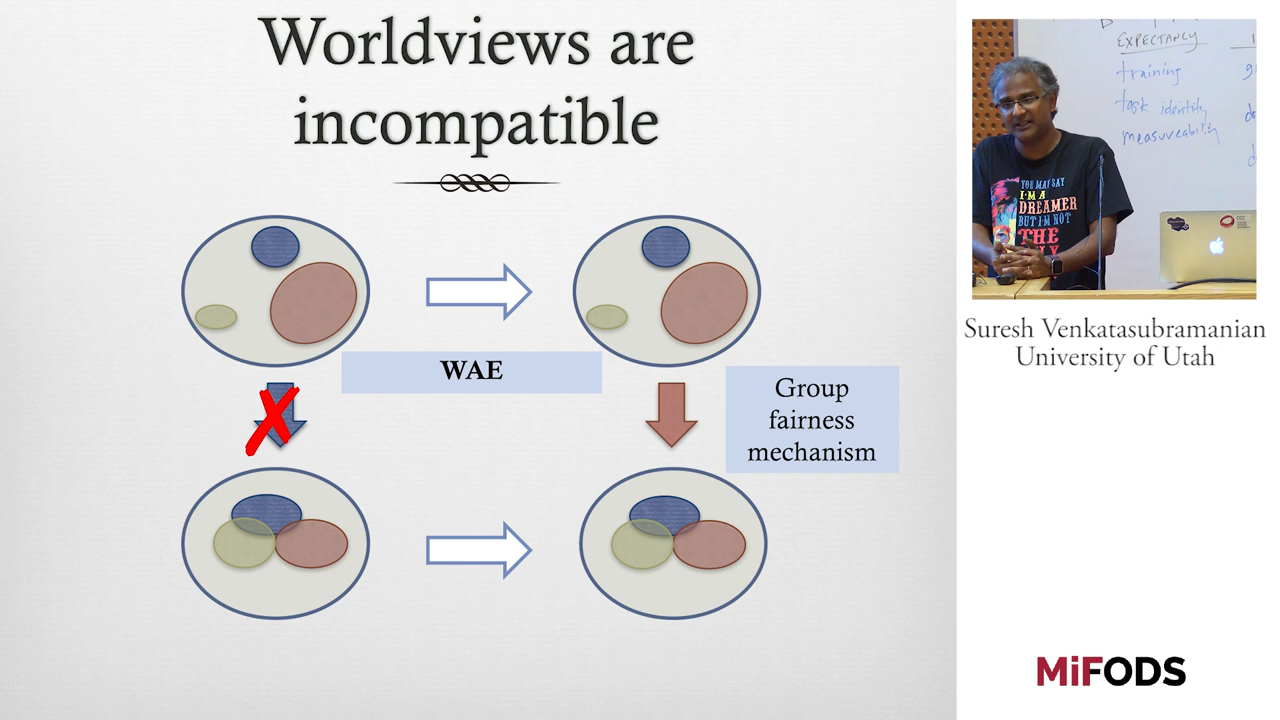 Worldviews are
incompatible
WAE
Group
fairness
mechanism
EXPECTANCY
training
task identity
measureability
YOU MAY SAY
I'M A
DREAMER
BUT I'M NOT
THE
Suresh Venkatasubramanian
University of Utah
MiFODS